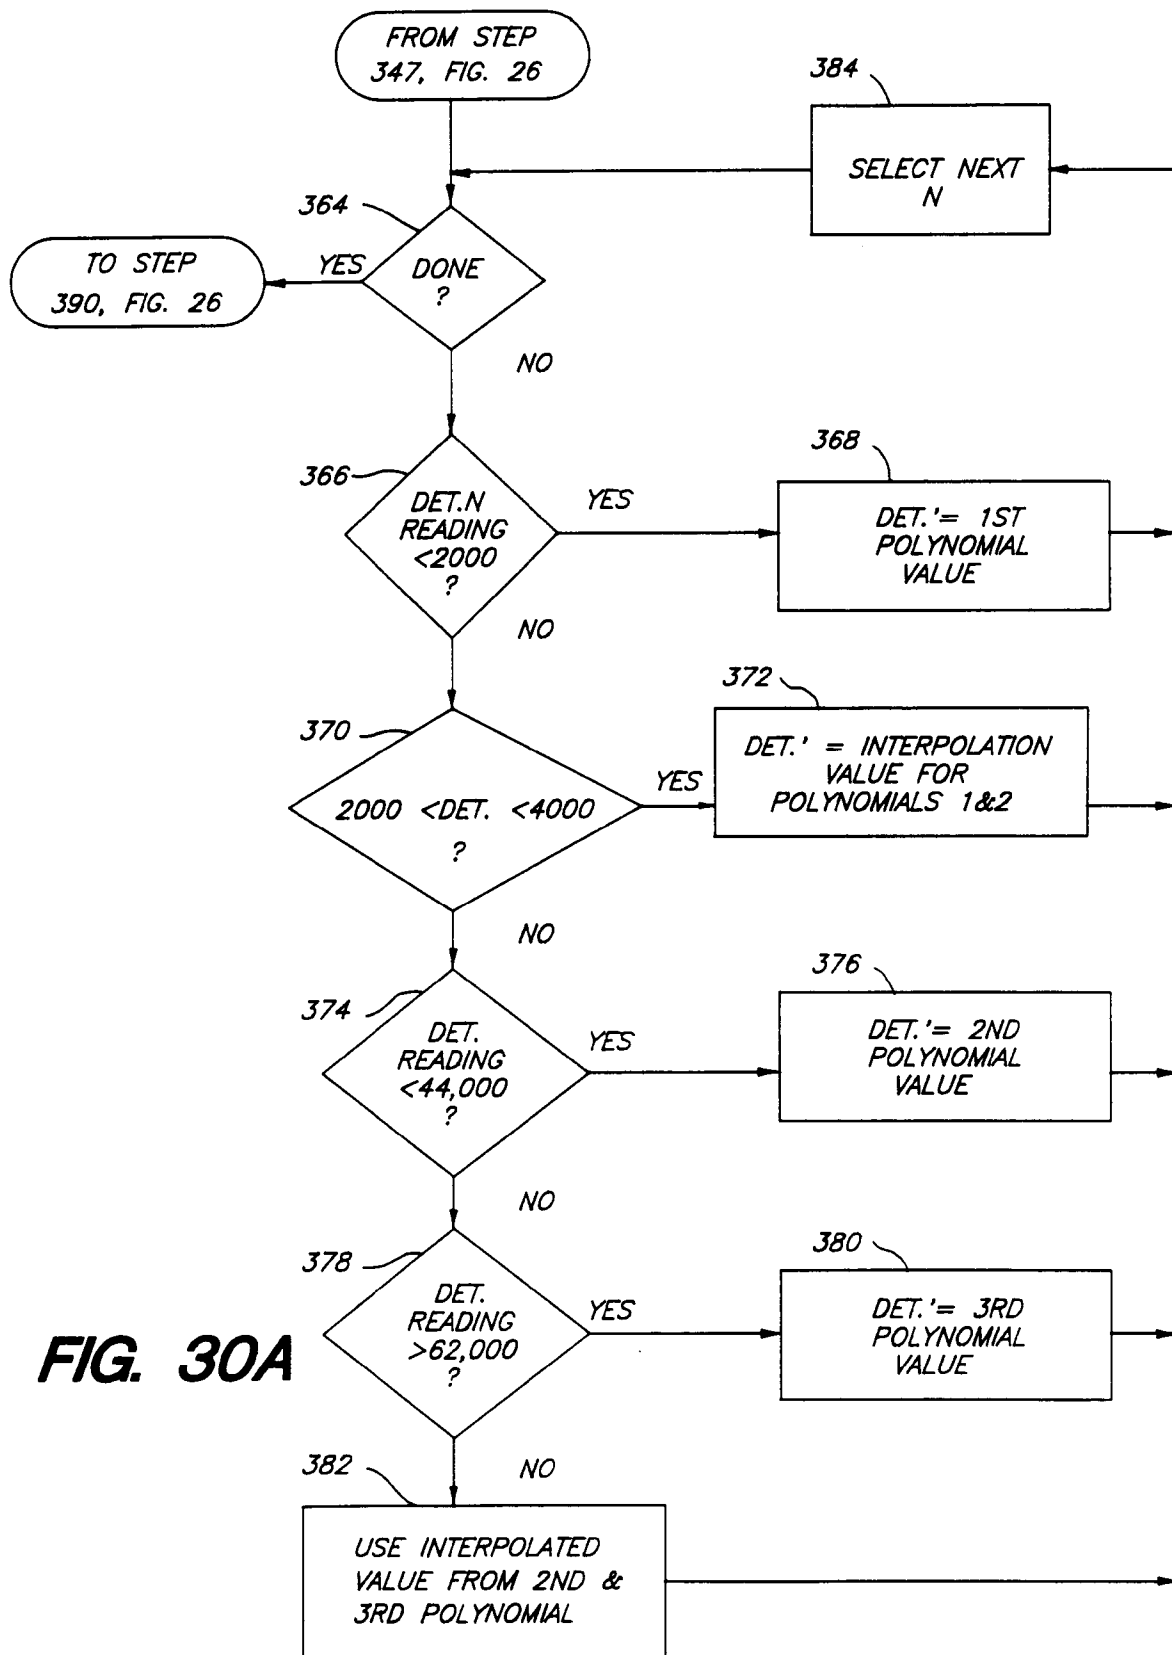 FROM STEP
347, FIG. 26
384
SELECT NEXT
N
364
DONE
?
YES
TO STEP
390, FIG. 26
NO
366
DET.N
READING
<2000
?
YES
368
DET.'= 1ST
POLYNOMIAL
VALUE
NO
370
2000 <DET. <4000
?
YES
372
DET.' = INTERPOLATION
VALUE FOR
POLYNOMIALS 1&2
NO
374
DET.
READING
<44,000
?
YES
376
DET.'= 2ND
POLYNOMIAL
VALUE
NO
378
DET.
READING
>62,000
?
YES
380
DET.'= 3RD
POLYNOMIAL
VALUE
FIG. 30A
NO
382
USE INTERPOLATED
VALUE FROM 2ND &
3RD POLYNOMIAL